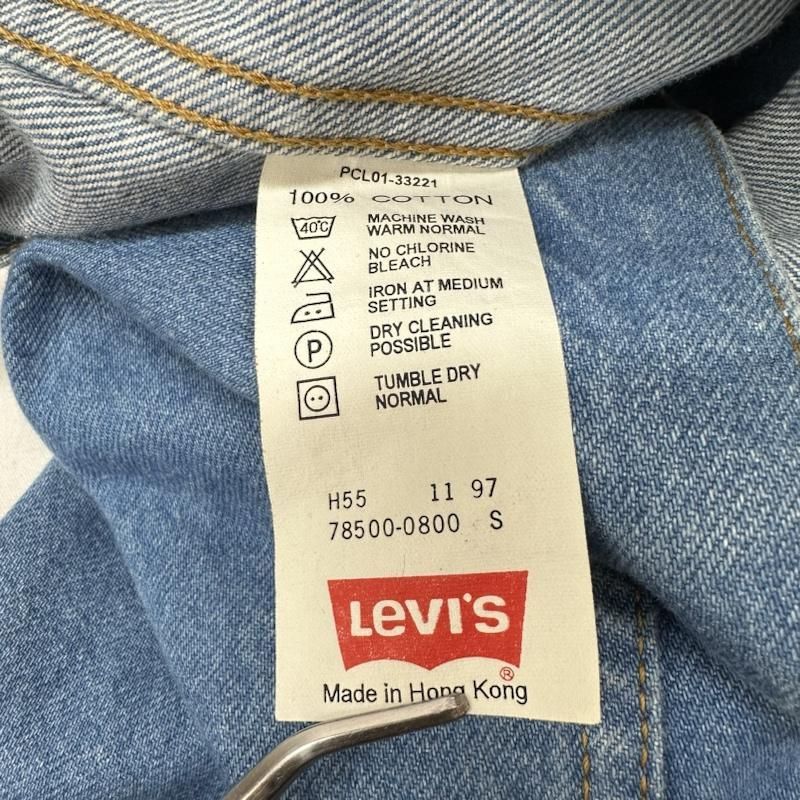 PCL01-33221
100% COTTON
40°C MACHINE WASH
WARM NORMAL
NO CHLORINE
BLEACH
IRON AT MEDIUM
SETTING
P DRY CLEANING
POSSIBLE
TUMBLE DRY
NORMAL
H55 11 97
78500-0800 S
LEVI'S
®
Made in Hong Kong